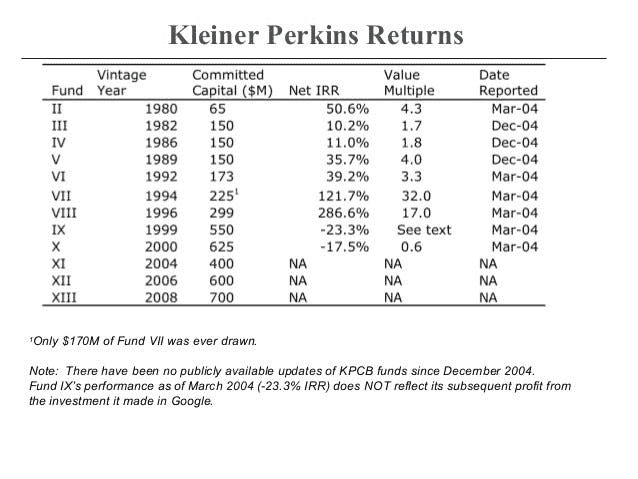 Kleiner Perkins Returns
Vintage Committed Value Date
Fund Year Capital ($M) Net IRR Multiple Reported
II 1980 65 50.6% 4.3 Mar-04
III 1982 150 10.2% 1.7 Dec-04
IV 1986 150 11.0% 1.8 Dec-04
V 1989 150 35.7% 4.0 Dec-04
VI 1992 173 39.2% 3.3 Mar-04
VII 1994 225¹ 121.7% 32.0 Mar-04
VIII 1996 299 286.6% 17.0 Mar-04
IX 1999 550 -23.3% See text Mar-04
X 2000 625 -17.5% 0.6 Mar-04
XI 2004 400 NA NA NA
XII 2006 600 NA NA NA
XIII 2008 700 NA NA NA
¹Only $170M of Fund VII was ever drawn.
Note: There have been no publicly available updates of KPCB funds since December 2004.
Fund IX's performance as of March 2004 (-23.3% IRR) does NOT reflect its subsequent profit from
the investment it made in Google.